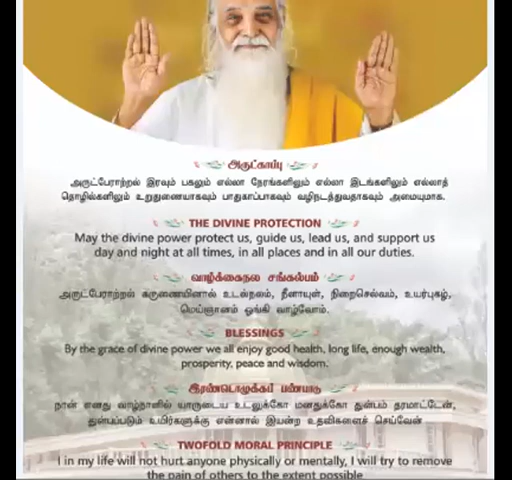 அருட்காப்பு
அருட்பேராற்றல் இரவும் பகலும் எல்லா நேரங்களிலும் எல்லா இடங்களிலும் எல்லாத்
தொழில்களிலும் உறுதுணையாகவும் பாதுகாப்பாகவும் வழிநடத்துவதாகவும் அமையுமாக.
THE DIVINE PROTECTION
May the divine power protect us, guide us, lead us, and support us
day and night at all times, in all places and in all our duties.
வாழ்க்கைநல சங்கல்பம்
அருட்பேராற்றல் கருணையினால் உடல்நலம், நீளாயுள், நிறைசெல்வம், உயர்புகழ்,
மெய்ஞானம் ஓங்கி வாழ்வோம்.
BLESSINGS
By the grace of divine power we all enjoy good health, long life, enough wealth,
prosperity, peace and wisdom.
இரண்டொழுக்கப் பண்பாடு
நான் எனது வாழ்நாளில் யாருடைய உடலுக்கோ மனதுக்கோ துன்பம் தரமாட்டேன்,
துன்பப்படும் உயிர்களுக்கு என்னால் இயன்ற உதவிகளைச் செய்வேன்
TWOFOLD MORAL PRINCIPLE
I in my life will not hurt anyone physically or mentally, I will try to remove
the pain of others to the extent possible